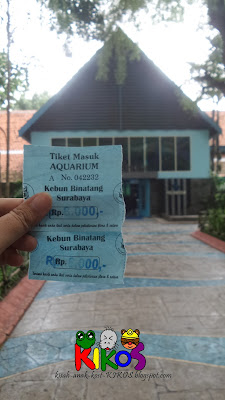 Tiket Masuk
AQUARIUM
A No. 042232
Kebun Binatang
Surabaya
Rp. 5.000,-
Kebun Binatang
Surabaya
Rp. 5.000,-
KIKOS
kisah-anak-kost-KIKOS.blogspot.com